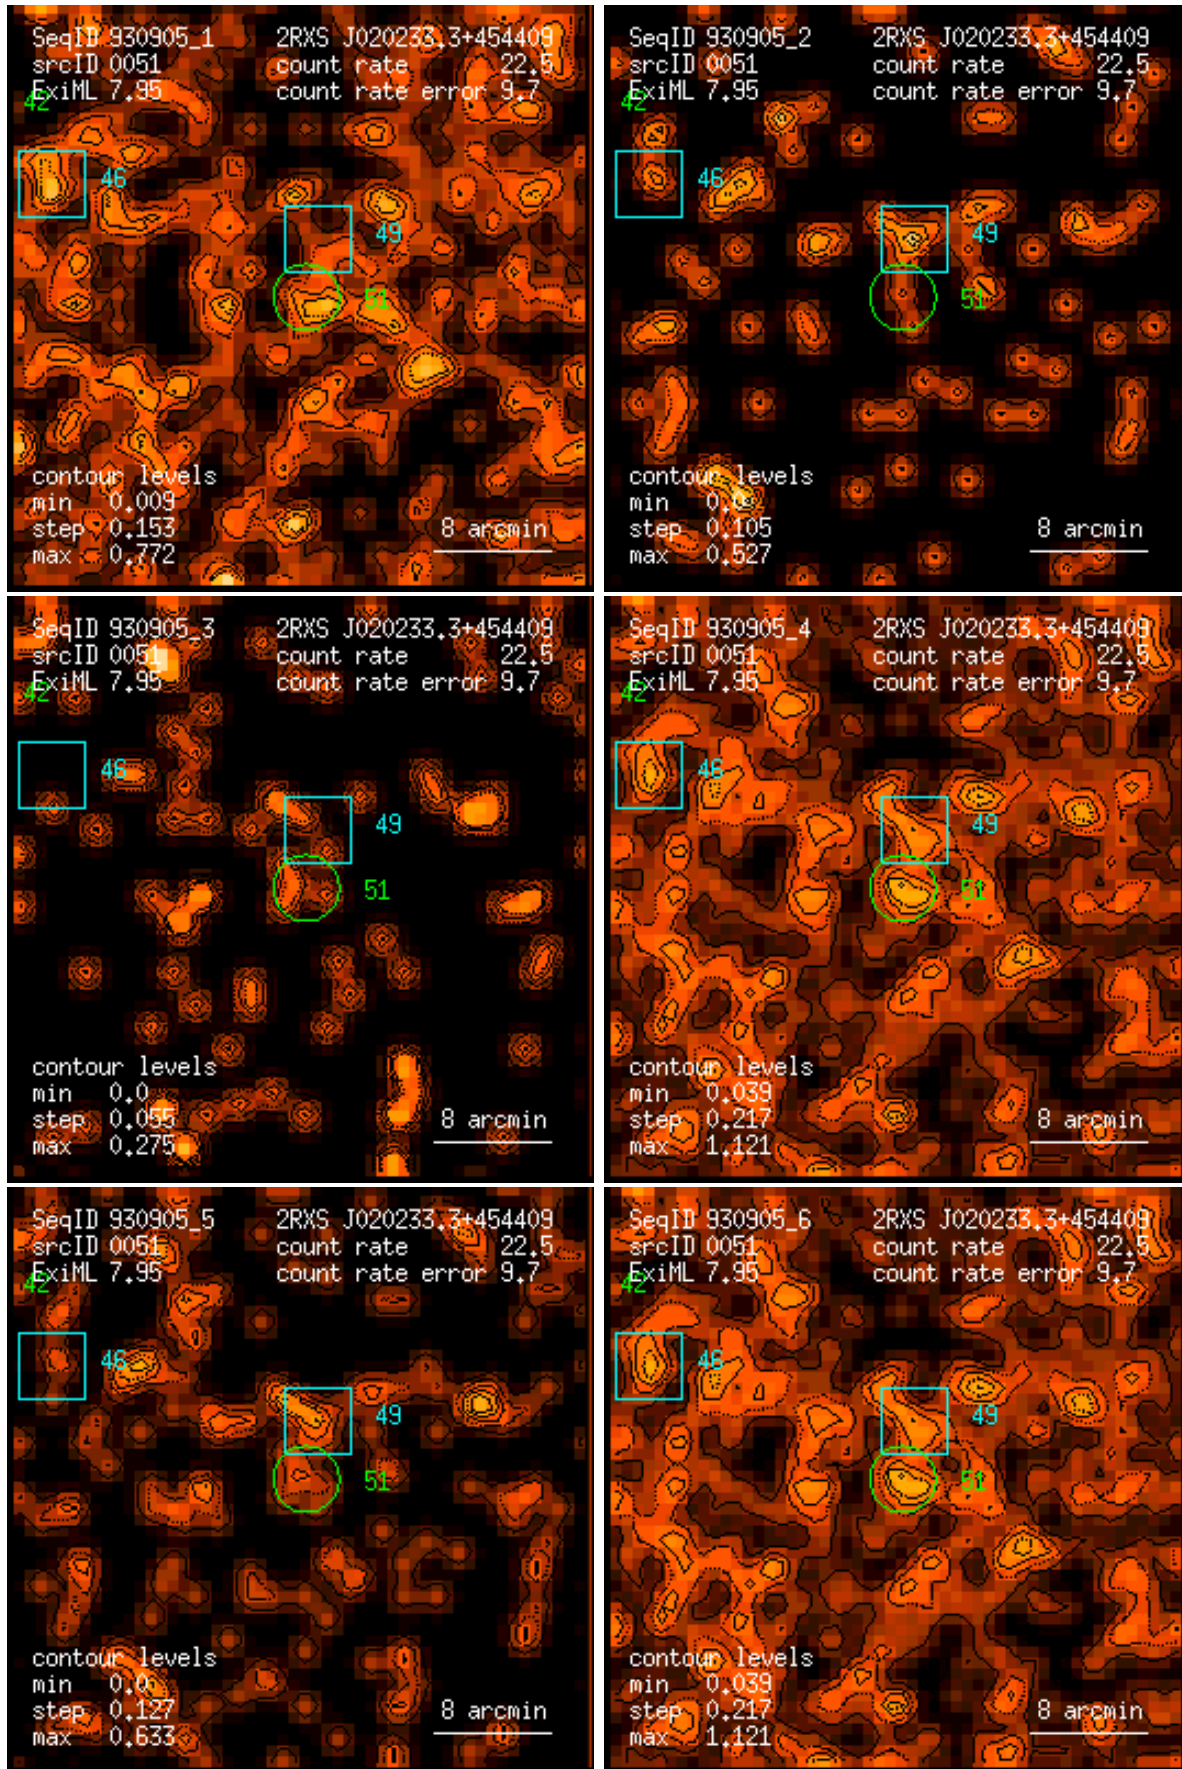 SeqID 930905_1 2RXS J020233.3+454409
srcID 0051 count rate 22.5
ExiML 7.95 count rate error 9.7
42
46
49
51
contour levels
min 0.009
step 0.153
max 0.772
8 arcmin
SeqID 930905_2 2RXS J020233.3+454409
srcID 0051 count rate 22.5
ExiML 7.95 count rate error 9.7
42
46
49
51
contour levels
min 0.0
step 0.105
max 0.527
8 arcmin
SeqID 930905_3 2RXS J020233.3+454409
srcID 0051 count rate 22.5
ExiML 7.95 count rate error 9.7
42
46
49
51
contour levels
min 0.0
step 0.055
max 0.275
8 arcmin
SeqID 930905_4 2RXS J020233.3+454409
srcID 0051 count rate 22.5
ExiML 7.95 count rate error 9.7
42
46
49
51
contour levels
min 0.039
step 0.217
max 1.121
8 arcmin
SeqID 930905_5 2RXS J020233.3+454409
srcID 0051 count rate 22.5
ExiML 7.95 count rate error 9.7
42
46
49
51
contour levels
min 0.0
step 0.127
max 0.633
8 arcmin
SeqID 930905_6 2RXS J020233.3+454409
srcID 0051 count rate 22.5
ExiML 7.95 count rate error 9.7
42
46
49
51
contour levels
min 0.039
step 0.217
max 1.121
8 arcmin